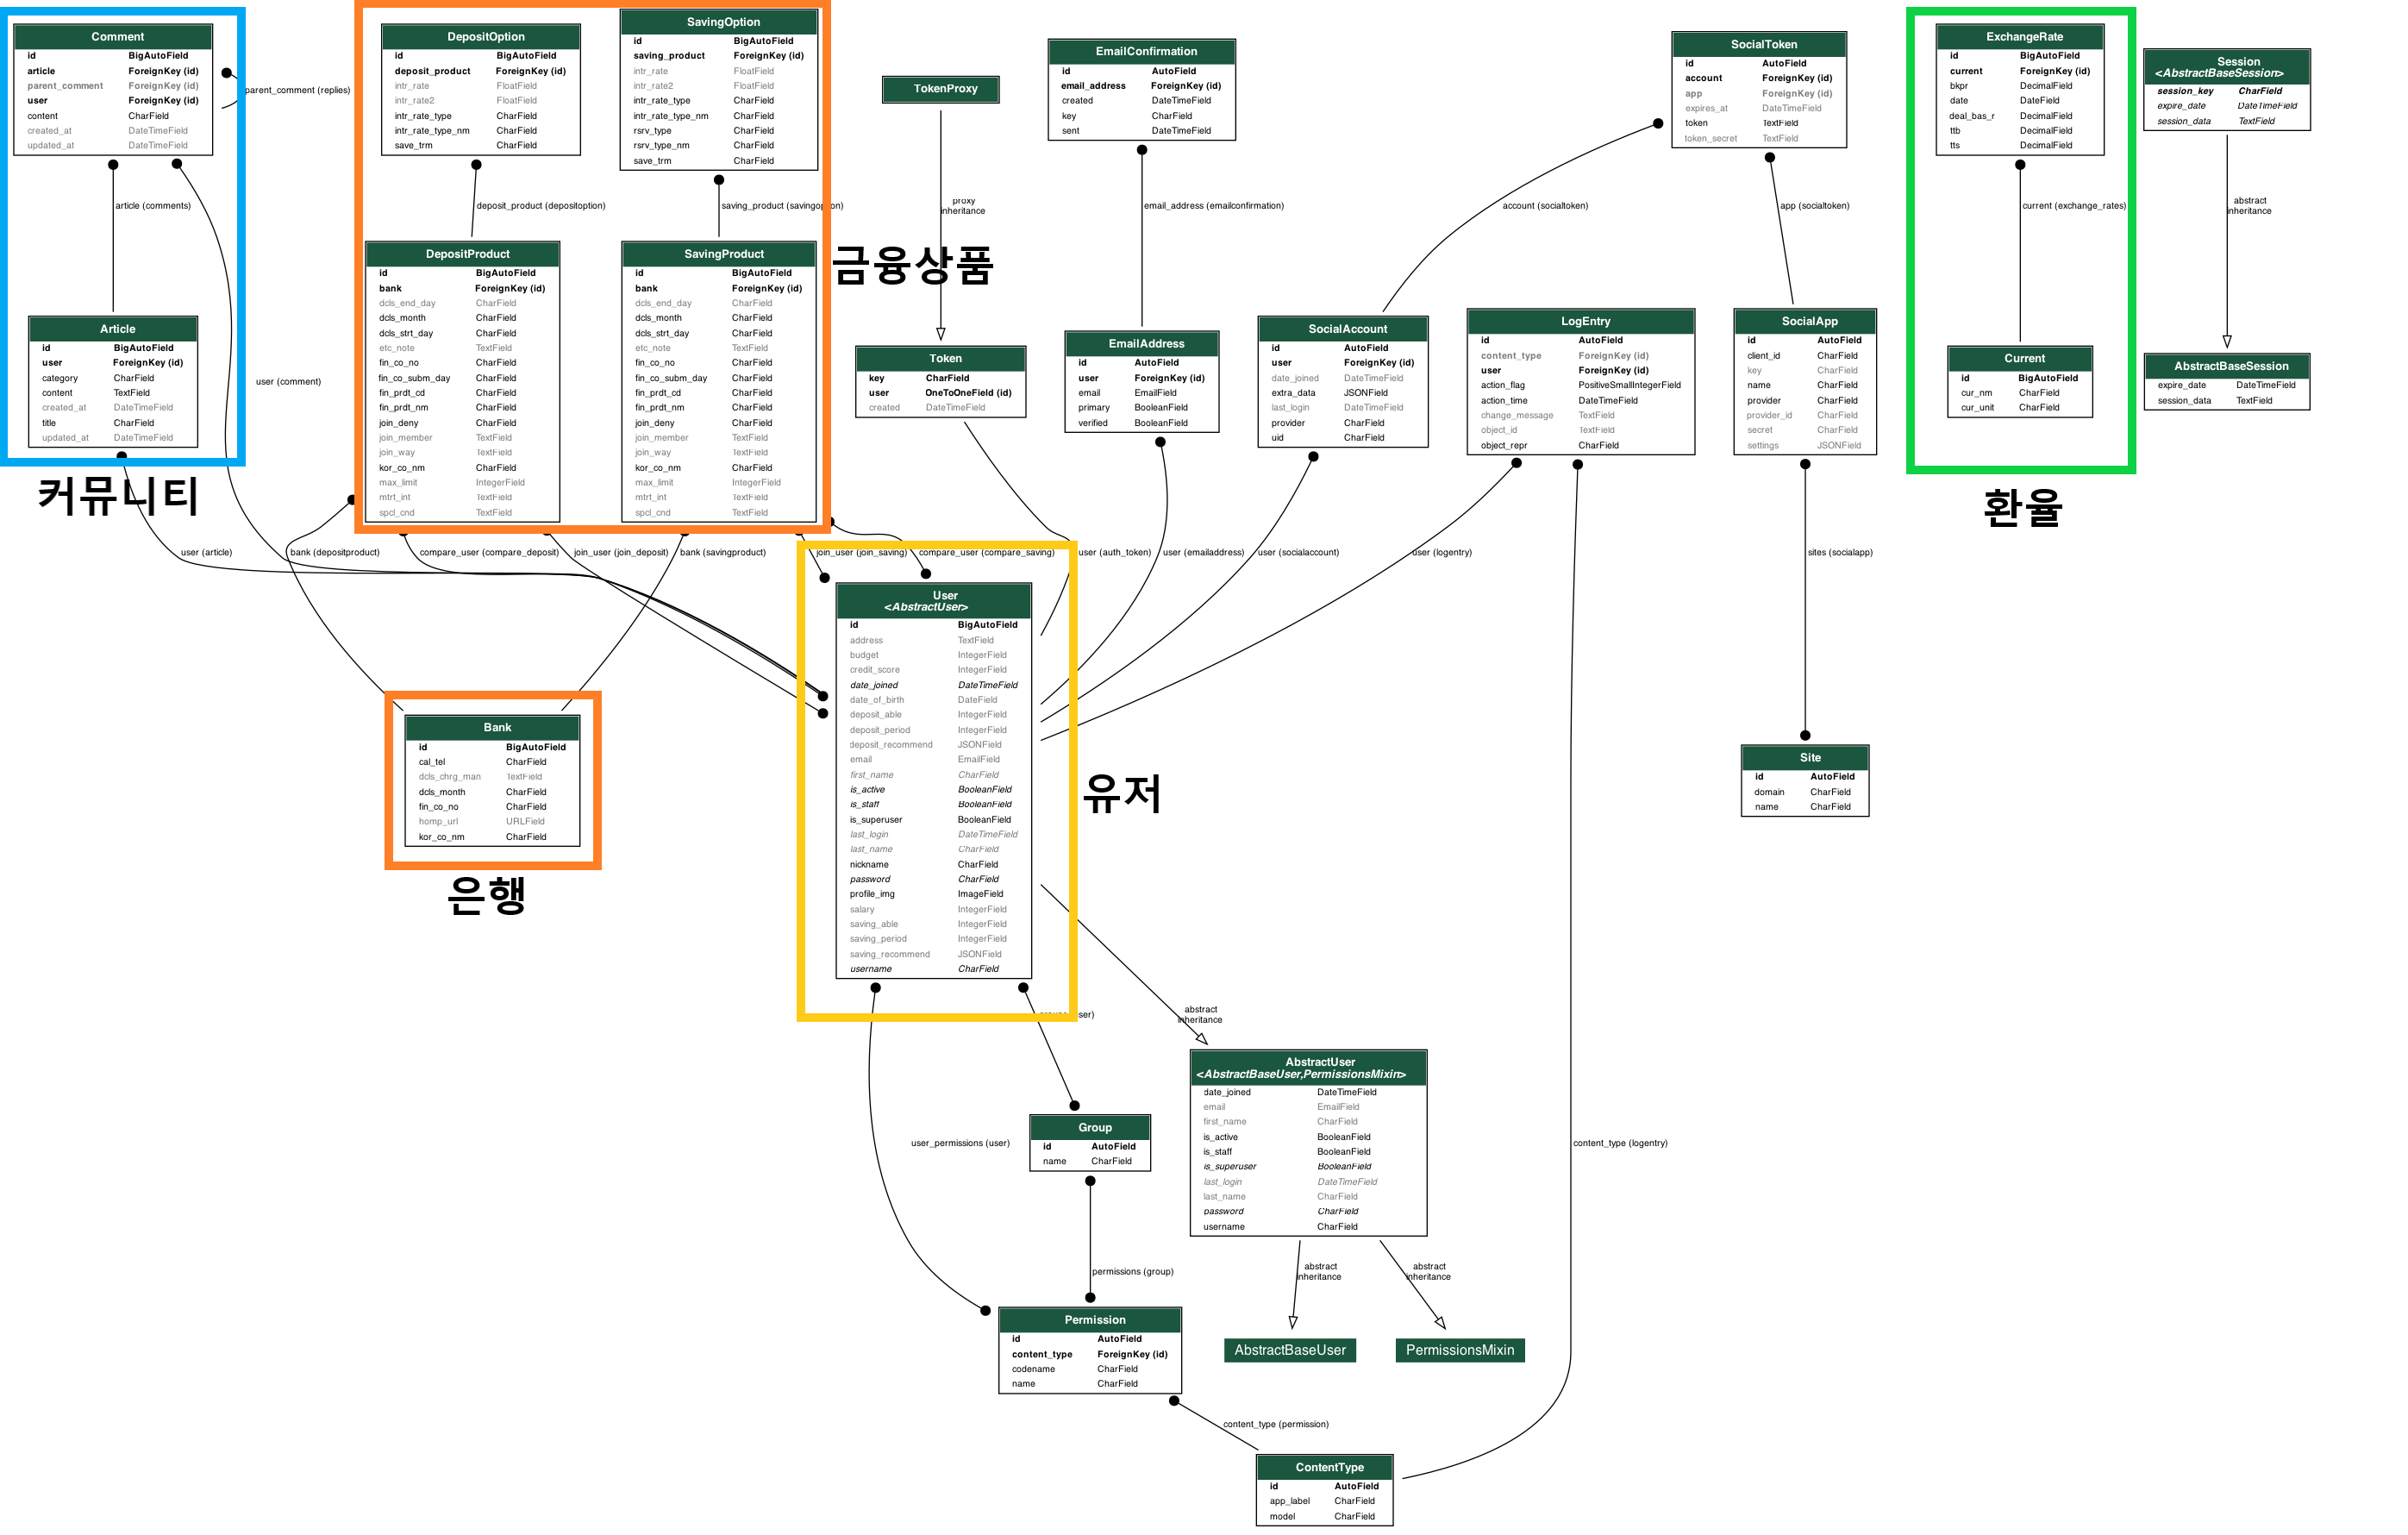 Comment
id BigAutoField
article ForeignKey (id)
parent_comment ForeignKey (id)
user ForeignKey (id)
content CharField
created_at DateTimeField
updated_at DateTimeField
parent_comment (replies)
article (comments)
user (comment)
Article
id BigAutoField
user ForeignKey (id)
category CharField
content TextField
created_at DateTimeField
title CharField
updated_at DateTimeField
커뮤니티
user (article)
DepositOption
id BigAutoField
deposit_product ForeignKey (id)
intr_rate FloatField
intr_rate2 FloatField
intr_rate_type CharField
intr_rate_type_nm CharField
save_trm CharField
deposit_product (depositoption)
SavingOption
id BigAutoField
saving_product ForeignKey (id)
intr_rate FloatField
intr_rate2 FloatField
intr_rate_type CharField
intr_rate_type_nm CharField
rsrv_type CharField
rsrv_type_nm CharField
save_trm CharField
saving_product (savingoption)
DepositProduct
id BigAutoField
bank ForeignKey (id)
dcls_end_day CharField
dcls_month CharField
dcls_strt_day CharField
etc_note TextField
fin_co_no CharField
fin_co_subm_day CharField
fin_prdt_cd CharField
fin_prdt_nm CharField
join_deny CharField
join_member TextField
join_way TextField
kor_co_nm CharField
max_limit IntegerField
mtrt_int TextField
spcl_cnd TextField
SavingProduct
id BigAutoField
bank ForeignKey (id)
dcls_end_day CharField
dcls_month CharField
dcls_strt_day CharField
etc_note TextField
fin_co_no CharField
fin_co_subm_day CharField
fin_prdt_cd CharField
fin_prdt_nm CharField
join_deny CharField
join_member TextField
join_way TextField
kor_co_nm CharField
max_limit IntegerField
mtrt_int TextField
spcl_cnd TextField
금융상품
bank (depositproduct)
compare_user (compare_deposit)
join_user (join_deposit)
bank (savingproduct)
join_user (join_saving)
compare_user (compare_saving)
user (auth_token)
user (emailaddress)
user (socialaccount)
user (logentry)
sites (socialapp)
TokenProxy
proxy
inheritance
Token
key CharField
user OneToOneField (id)
created DateTimeField
EmailConfirmation
id AutoField
email_address ForeignKey (id)
created DateTimeField
key CharField
sent DateTimeField
email_address (emailconfirmation)
EmailAddress
id AutoField
user ForeignKey (id)
email EmailField
primary BooleanField
verified BooleanField
SocialAccount
id AutoField
user ForeignKey (id)
date_joined DateTimeField
extra_data JSONField
last_login DateTimeField
provider CharField
uid CharField
LogEntry
id AutoField
content_type ForeignKey (id)
user ForeignKey (id)
action_flag PositiveSmallIntegerField
action_time DateTimeField
change_message TextField
object_id TextField
object_repr CharField
SocialToken
id AutoField
account ForeignKey (id)
app ForeignKey (id)
expires_at DateTimeField
token TextField
token_secret TextField
account (socialtoken)
app (socialtoken)
SocialApp
id AutoField
client_id CharField
key CharField
name CharField
provider CharField
provider_id CharField
secret CharField
settings JSONField
ExchangeRate
id BigAutoField
current ForeignKey (id)
bkpr DecimalField
date DateField
deal_bas_r DecimalField
ttb DecimalField
tts DecimalField
current (exchange_rates)
Current
id BigAutoField
cur_nm CharField
cur_unit CharField
환율
Session
<AbstractBaseSession>
session_key CharField
expire_date DateTimeField
session_data TextField
abstract
inheritance
AbstractBaseSession
expire_date DateTimeField
session_data TextField
Bank
id BigAutoField
cal_tel CharField
dcls_chrg_man TextField
dcls_month CharField
fin_co_no CharField
homp_url URLField
kor_co_nm CharField
은행
User
<AbstractUser>
id BigAutoField
address TextField
budget IntegerField
credit_score IntegerField
date_joined DateTimeField
date_of_birth DateField
deposit_able IntegerField
deposit_period IntegerField
deposit_recommend JSONField
email EmailField
first_name CharField
is_active BooleanField
is_staff BooleanField
is_superuser BooleanField
last_login DateTimeField
last_name CharField
nickname CharField
password CharField
profile_img ImageField
salary IntegerField
saving_able IntegerField
saving_period IntegerField
saving_recommend JSONField
username CharField
유저
Site
id AutoField
domain CharField
name CharField
abstract
inheritance
AbstractUser
<AbstractBaseUser,PermissionsMixin>
date_joined DateTimeField
email EmailField
first_name CharField
is_active BooleanField
is_staff BooleanField
is_superuser BooleanField
last_login DateTimeField
last_name CharField
password CharField
username CharField
Group
id AutoField
name CharField
user_permissions (user)
content_type (logentry)
permissions (group)
abstract
inheritance
abstract
inheritance
Permission
id AutoField
content_type ForeignKey (id)
codename CharField
name CharField
AbstractBaseUser
PermissionsMixin
content_type (permission)
ContentType
id AutoField
app_label CharField
model CharField